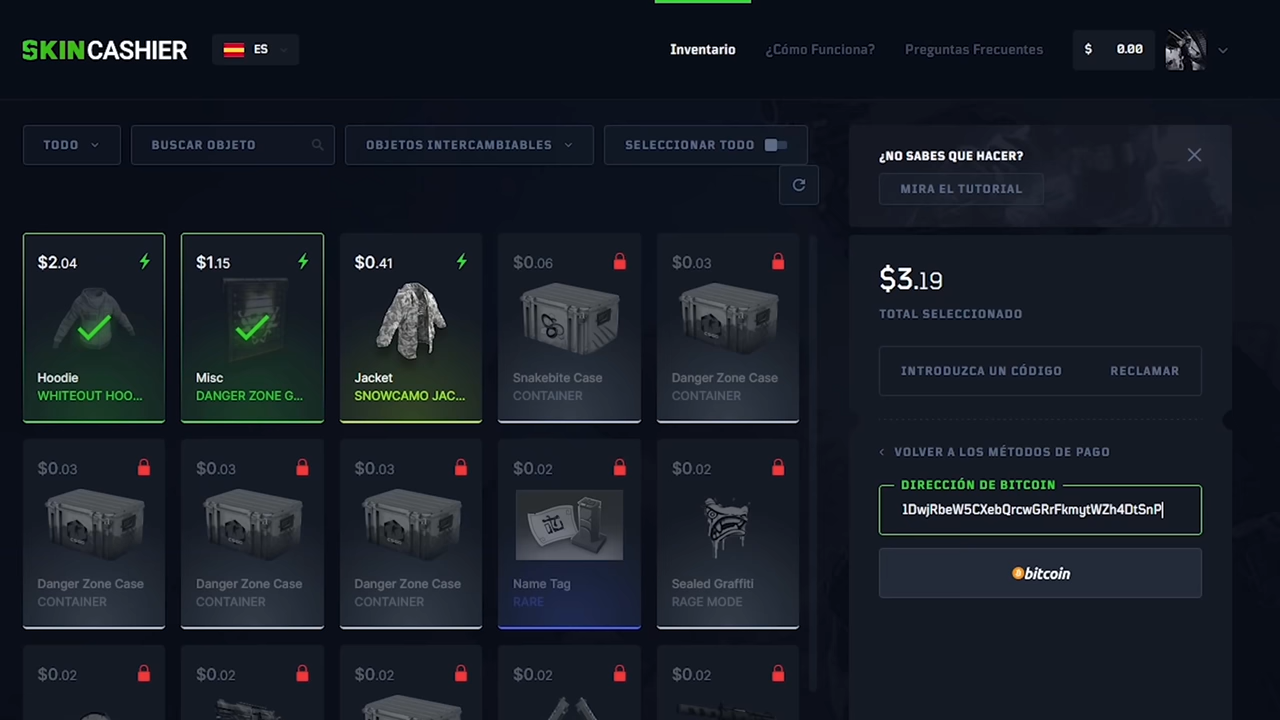 SKINCASHIER
ES
Inventario
¿Cómo Funciona?
Preguntas Frecuentes
$ 0.00
TODO
BUSCAR OBJETO
OBJETOS INTERCAMBIABLES
SELECCIONAR TODO
¿NO SABES QUE HACER?
MIRA EL TUTORIAL
$2.04
Hoodie
WHITEOUT HOO...
$1.15
Misc
DANGER ZONE G...
$0.41
Jacket
SNOWCAMO JAC...
$0.06
Snakebite Case
CONTAINER
$0.03
Danger Zone Case
CONTAINER
$0.03
Danger Zone Case
CONTAINER
$0.03
Danger Zone Case
CONTAINER
$0.03
Danger Zone Case
CONTAINER
$0.02
Name Tag
RARE
$0.02
Sealed Graffiti
RAGE MODE
$0.02
$0.02
$0.02
$0.02
$0.02
$3.19
TOTAL SELECCIONADO
INTRODUZCA UN CÓDIGO
RECLAMAR
VOLVER A LOS MÉTODOS DE PAGO
DIRECCIÓN DE BITCOIN
1DwjRbeW5CXebQrcwGRrFkmytWZh4DtSnP
bitcoin